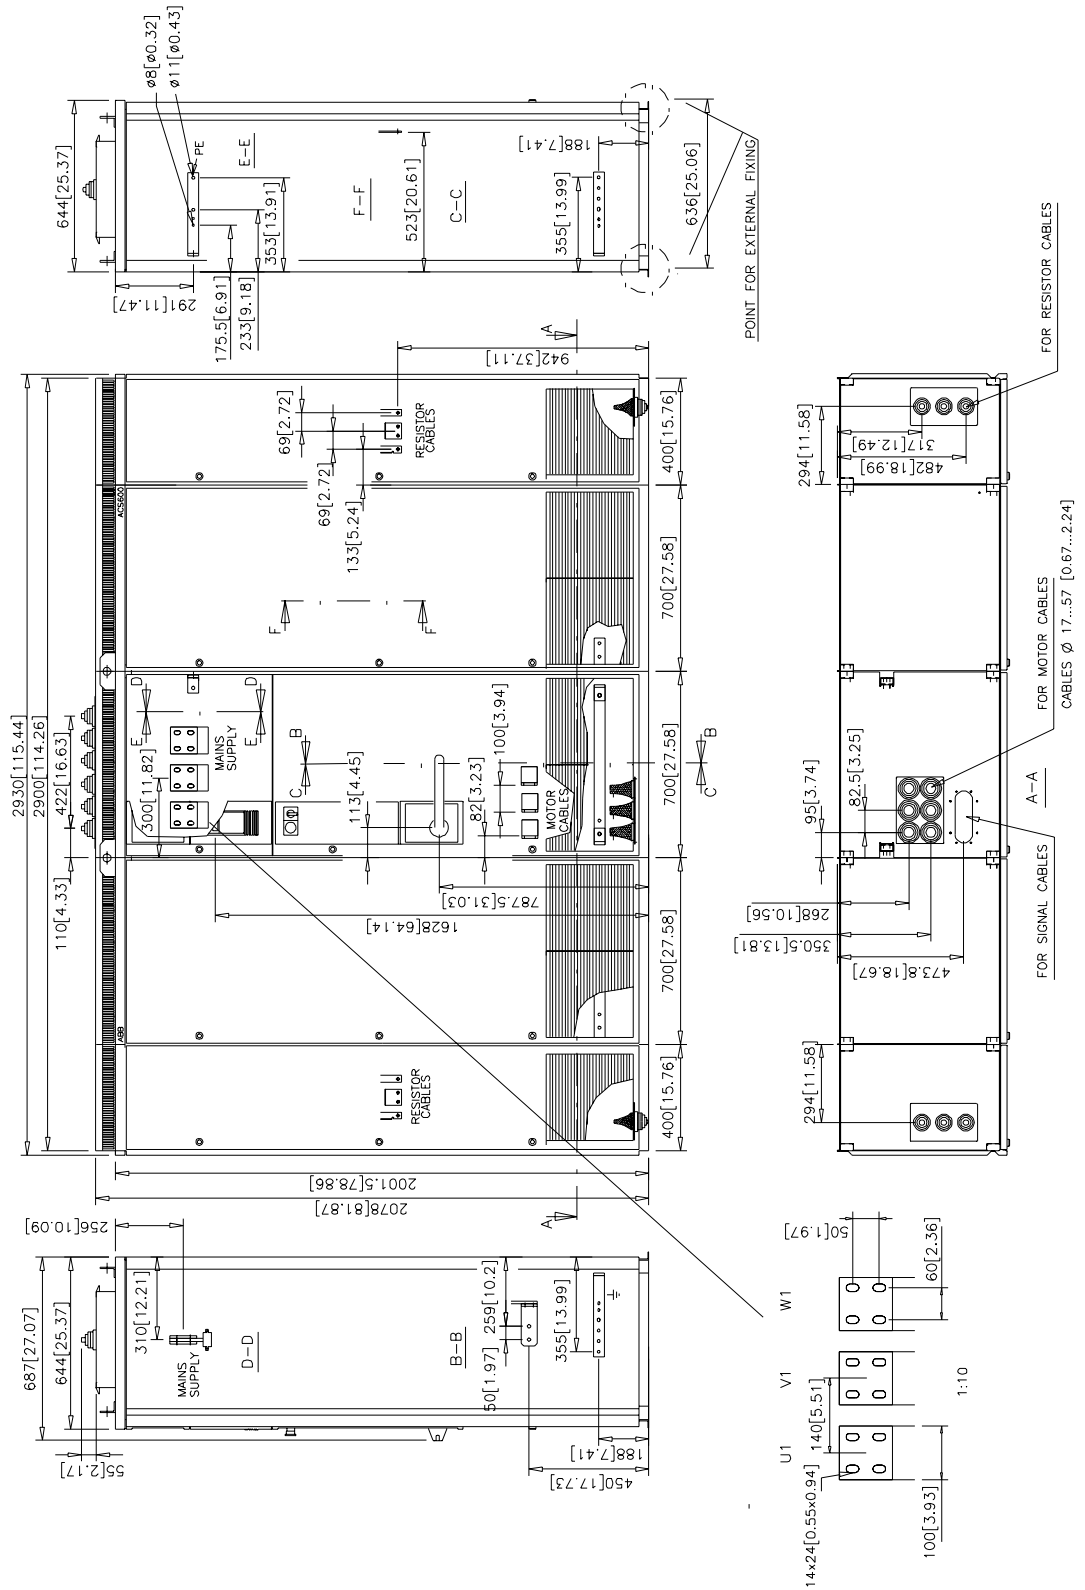 644[25.37]
ø8[ø0.32]
ø11[ø0.43]
PE
E-E
F-F
C-C
353[13.91]
291[11.47]
175.5[6.91]
233[9.18]
523[20.61]
188[7.41]
355[13.99]
636[25.06]
POINT FOR EXTERNAL FIXING
2930[115.44]
2900[114.26]
422[16.63]
110[4.33]
300[11.82]
MAINS
SUPPLY
D
D
E
E
F
F
B
B
C
C
A
A
ACS600
ABB
69[2.72]
69[2.72]
133[5.24]
RESISTOR
CABLES
942[37.11]
113[4.45]
82[3.23]
100[3.94]
MOTOR
CABLES
787.5[31.03]
1628[64.14]
RESISTOR
CABLES
400[15.76]
700[27.58]
700[27.58]
700[27.58]
400[15.76]
2001.5[78.86]
2078[81.87]
FOR RESISTOR CABLES
294[11.58]
317[12.49]
482[18.99]
FOR MOTOR CABLES
CABLES Ø 17...57 [0.67...2.24]
95[3.74]
82.5[3.25]
A-A
268[10.56]
350.5[13.81]
473.8[18.67]
FOR SIGNAL CABLES
294[11.58]
687[27.07]
644[25.37]
55[2.17]
256[10.09]
310[12.21]
MAINS
SUPPLY
D-D
B-B
50[1.97]
259[10.2]
355[13.99]
188[7.41]
450[17.73]
U1
V1
W1
50[1.97]
60[2.36]
140[5.51]
14x24[0.55x0.94]
100[3.93]
1:10